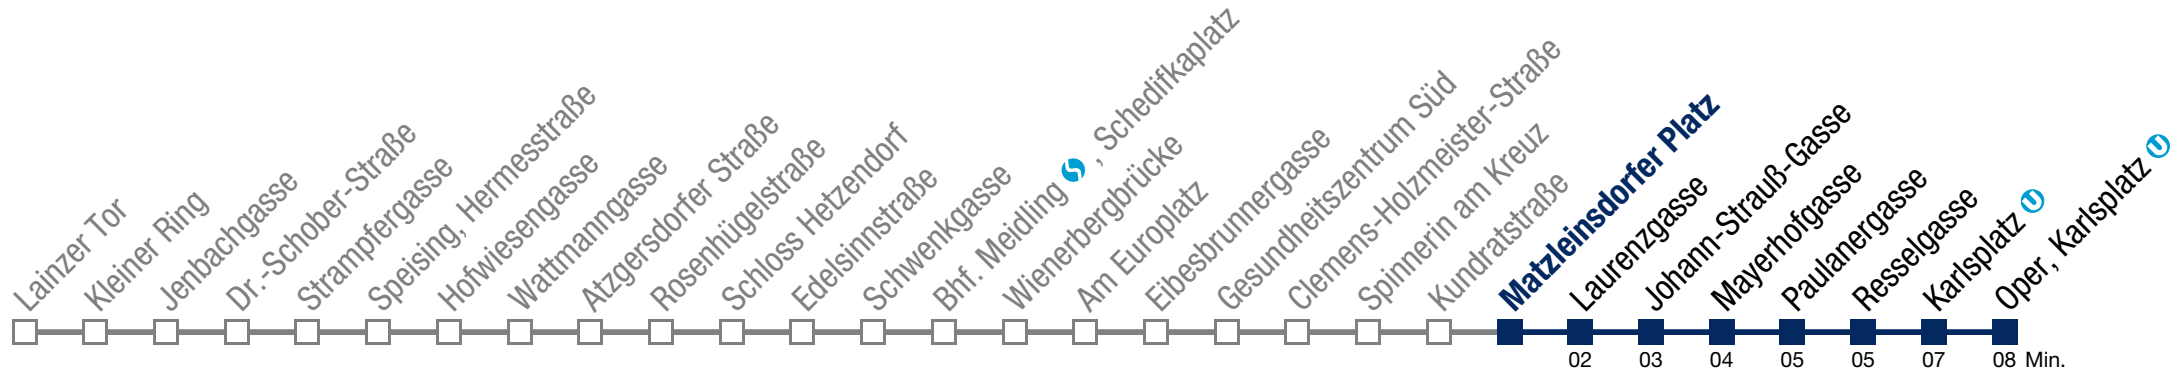 Lainzer Tor
Kleiner Ring
Jenbachgasse
Dr.-Schober-Straße
Strampfergasse
Speising, Hermesstraße
Hofwiesengasse
Wattmanngasse
Atzgersdorfer Straße
Rosenhügelstraße
Schloss Hetzendorf
Edelsinnstraße
Schwenkgasse
Bhf. Meidling , Schedifkaplatz
Wienerbergbrücke
Am Europlatz
Eibesbrunnergasse
Gesundheitszentrum Süd
Clemens-Holzmeister-Straße
Spinnerin am Kreuz
Kundratstraße
Matzleinsdorfer Platz
Laurenzgasse
Johann-Strauß-Gasse
Mayerhofgasse
Paulanergasse
Resselgasse
Karlsplatz U
Oper, Karlsplatz U
02 03 04 05 05 07 08 Min.